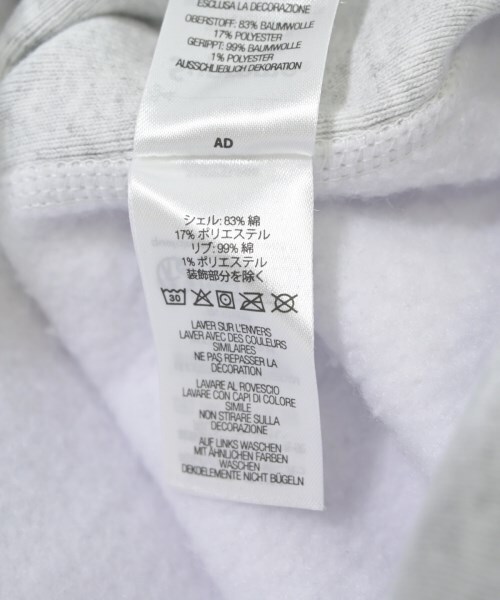 ESCLUSA LA DECORAZIONE
OBERSTOFF: 83% BAUMWOLLE
17% POLYESTER
GERIPPT: 99% BAUMWOLLE
1% POLYESTER
AUSSCHLIEßLICH DEKORATION
AD
シェル: 83% 綿
17% ポリエステル
リブ: 99% 綿
1% ポリエステル
装飾部分を除く
30
LAVER SUR L'ENVERS
LAVER AVEC DES COULEURS
SIMILAIRES
NE PAS REPASSER LA
DÉCORATION
LAVARE AL ROVESCIO
LAVARE CON CAPI DI COLORE
SIMILE
NON STIRARE SULLA
DECORAZIONE
AUF LINKS WASCHEN
MIT ÄHNLICHEN FARBEN
WASCHEN
DEKOELEMENTE NICHT BÜGELN